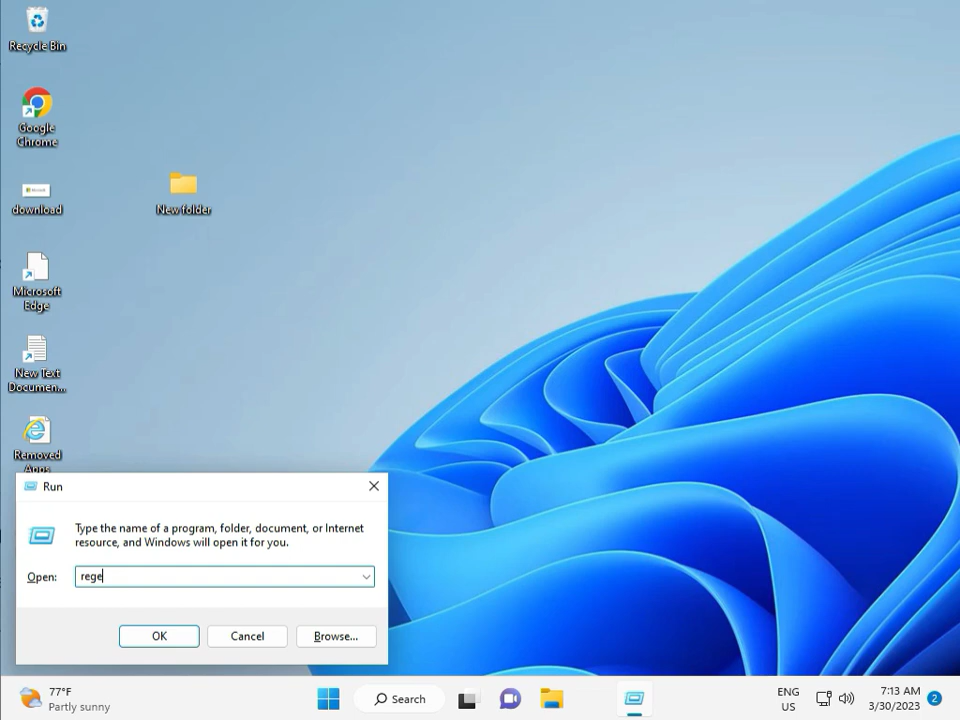 Recycle Bin
Google
Chrome
download
New folder
Microsoft
Edge
New Text
Documen...
Removed
Apps
Run
Type the name of a program, folder, document, or Internet
resource, and Windows will open it for you.
Open: rege
OK Cancel Browse...
77°F
Partly sunny
Search
ENG
US
7:13 AM
3/30/2023
2